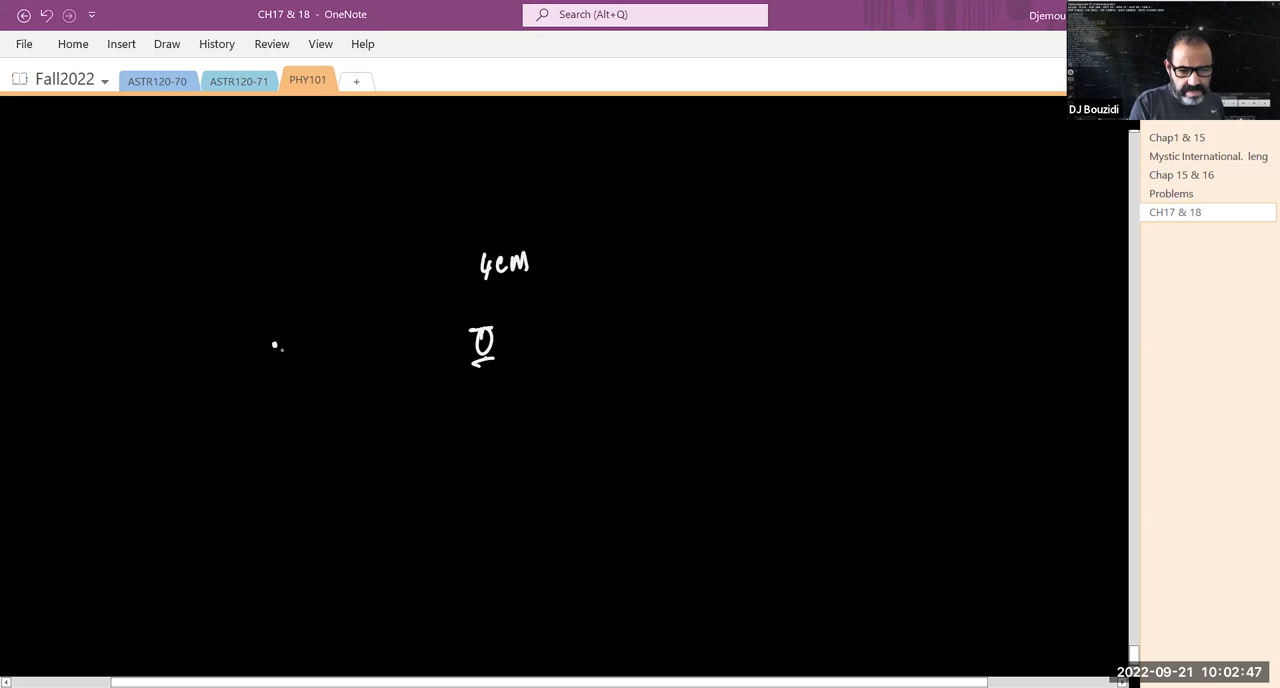 CH17 & 18 - OneNote
Search (Alt+Q)
Djemou
File Home Insert Draw History Review View Help
Fall2022
ASTR120-70
ASTR120-71
PHY101
DJ Bouzidi
Chap1 & 15
Mystic International. leng
Chap 15 & 16
Problems
CH17 & 18
4cm
2022-09-21 10:02:47